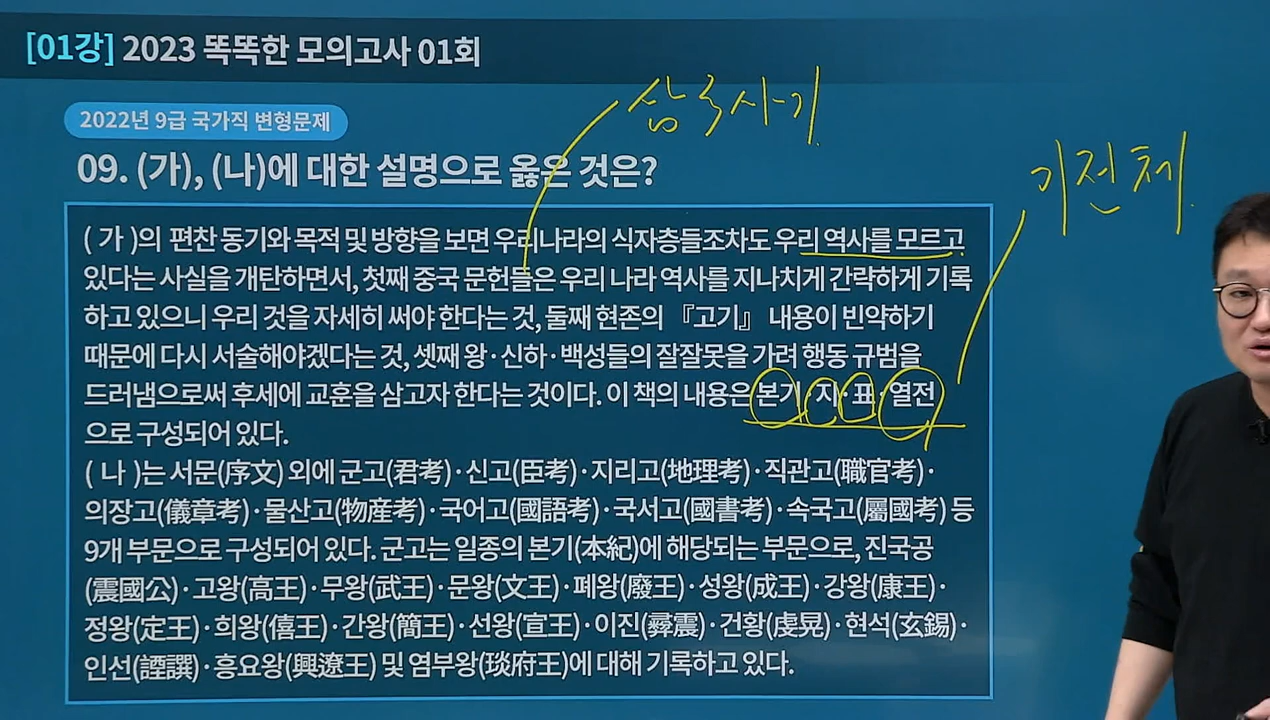 [01강] 2023 똑똑한 모의고사 01회
삼국사기
2022년 9급 국가직 변형문제
기전체
09. (가), (나)에 대한 설명으로 옳은 것은?
( 가 )의 편찬 동기와 목적 및 방향을 보면 우리나라의 식자층들조차도 우리 역사를 모르고
있다는 사실을 개탄하면서, 첫째 중국 문헌들은 우리 나라 역사를 지나치게 간략하게 기록
하고 있으니 우리 것을 자세히 써야 한다는 것, 둘째 현존의 『고기』 내용이 빈약하기
때문에 다시 서술해야겠다는 것, 셋째 왕·신하·백성들의 잘잘못을 가려 행동 규범을
드러냄으로써 후세에 교훈을 삼고자 한다는 것이다. 이 책의 내용은 본기·지·표·열전
으로 구성되어 있다.
( 나 )는 서문(序文) 외에 군고(君考)·신고(臣考)·지리고(地理考)·직관고(職官考)·
의장고(儀章考)·물산고(物産考)·국어고(國語考)·국서고(國書考)·속국고(屬國考) 등
9개 부문으로 구성되어 있다. 군고는 일종의 본기(本紀)에 해당되는 부문으로, 진국공
(震國公)·고왕(高王)·무왕(武王)·문왕(文王)·폐왕(廢王)·성왕(成王)·강왕(康王)·
정왕(定王)·희왕(僖王)·간왕(簡王)·선왕(宣王)·이진(彛震)·건황(虔晃)·현석(玄錫)·
인선(諲譔)·흥요왕(興遼王) 및 염부왕(琰府王)에 대해 기록하고 있다.